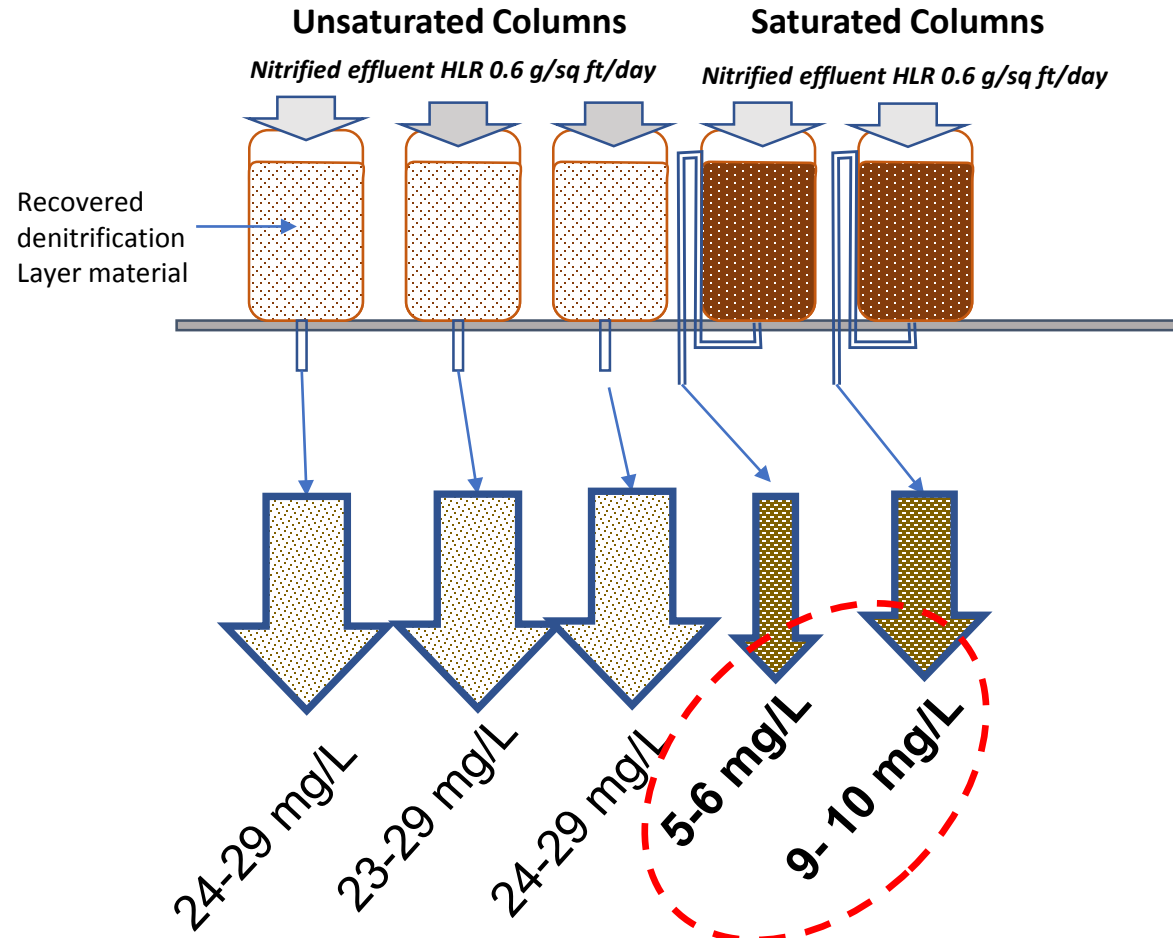 Unsaturated Columns
Nitrified effluent HLR 0.6 g/sq ft/day
Saturated Columns
Nitrified effluent HLR 0.6 g/sq ft/day
Recovered
denitrification
Layer material
24-29 mg/L
23-29 mg/L
24-29 mg/L
5-6 mg/L
9- 10 mg/L